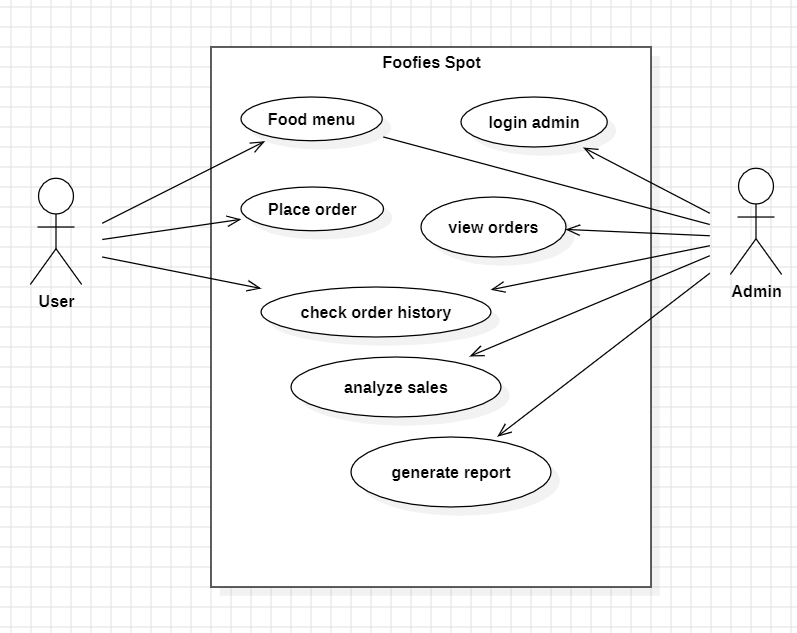 Foofies Spot
Food menu
login admin
Place order
view orders
User
Admin
check order history
analyze sales
generate report